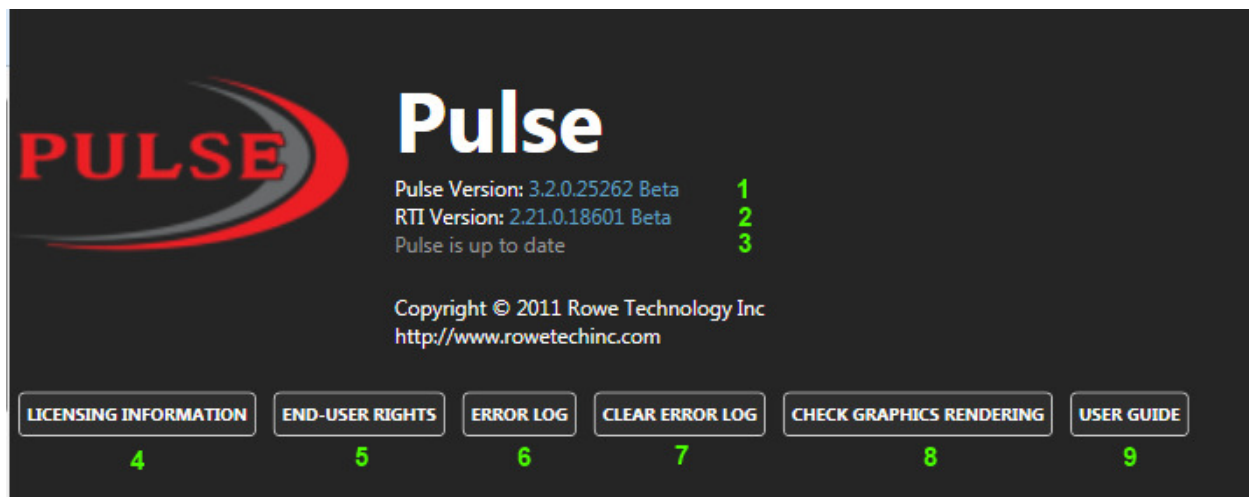 PULSE
Pulse
Pulse Version: 3.2.0.25262 Beta 1
RTI Version: 2.21.0.18601 Beta 2
Pulse is up to date 3
Copyright © 2011 Rowe Technology Inc
http://www.rowetechinc.com
LICENSING INFORMATION END-USER RIGHTS ERROR LOG CLEAR ERROR LOG CHECK GRAPHICS RENDERING USER GUIDE
4 5 6 7 8 9